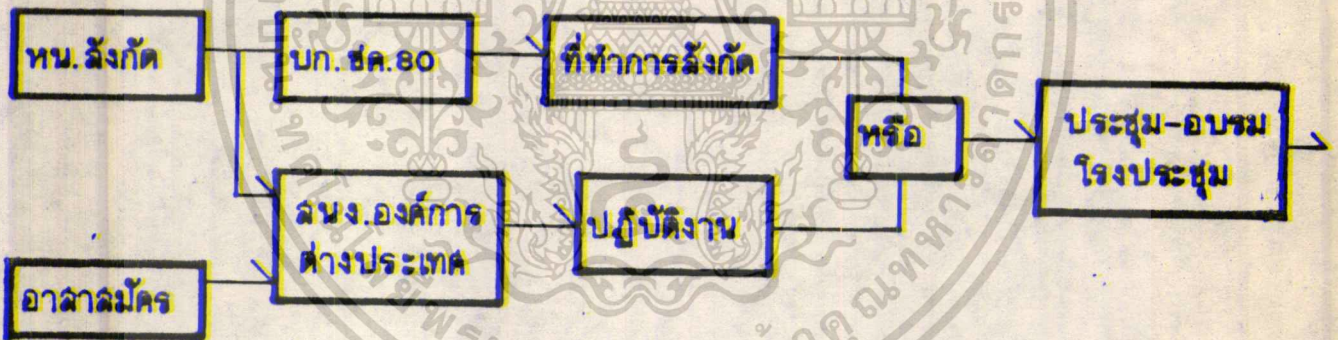 หน.สังกัด
บก.ชค.80
ที่ทำการสังกัด
หรือ
ประชุม-อบรม
โรงประชุม
สนง.องค์การ
ต่างประเทศ
ปฏิบัติงาน
อาสาสมัคร